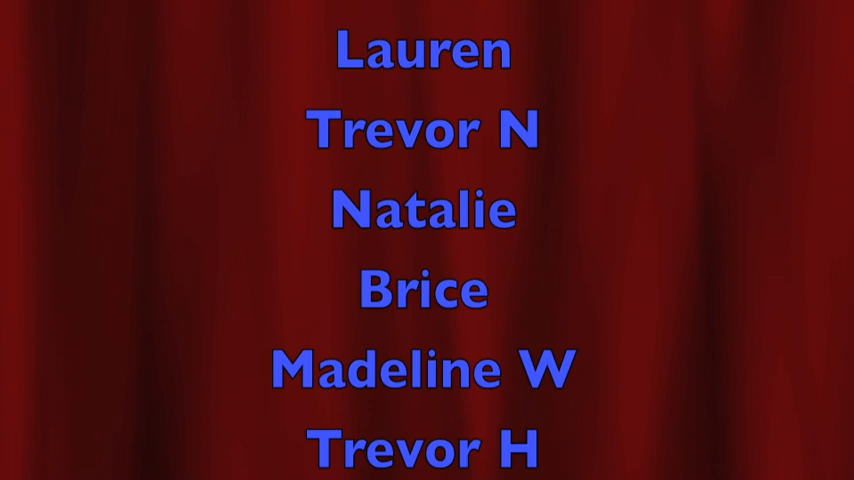 Lauren
Trevor N
Natalie
Brice
Madeline W
Trevor H